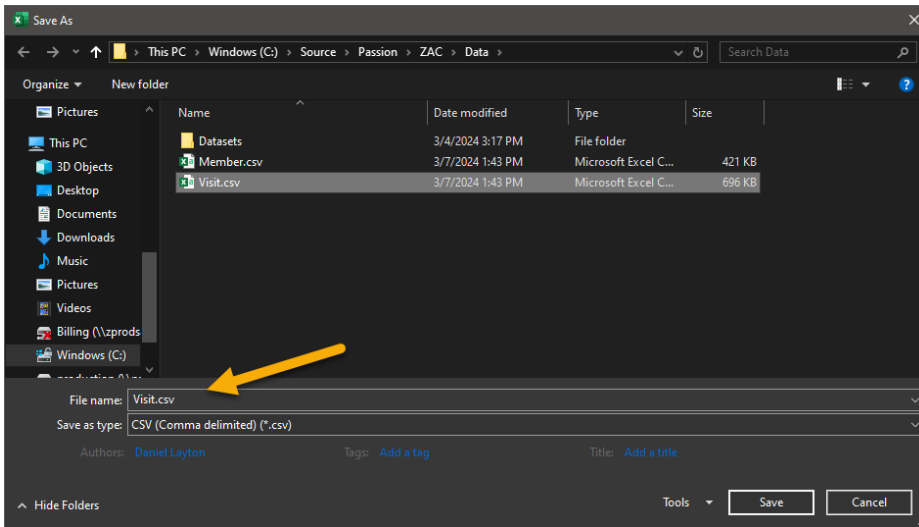 Save As
This PC > Windows (C:) > Source > Passion > ZAC > Data >
Search Data
Organize
New folder
Name
Date modified
Type
Size
Pictures
This PC
3D Objects
Desktop
Documents
Downloads
Music
Pictures
Videos
Billing (\\zprods
Windows (C:)
Datasets 3/4/2024 3:17 PM File folder
Member.csv 3/7/2024 1:43 PM Microsoft Excel C... 421 KB
Visit.csv 3/7/2024 1:43 PM Microsoft Excel C... 696 KB
File name: Visit.csv
Save as type: CSV (Comma delimited) (*.csv)
Authors: Daniel Layton
Tags: Add a tag
Title: Add a title
Hide Folders
Tools
Save
Cancel